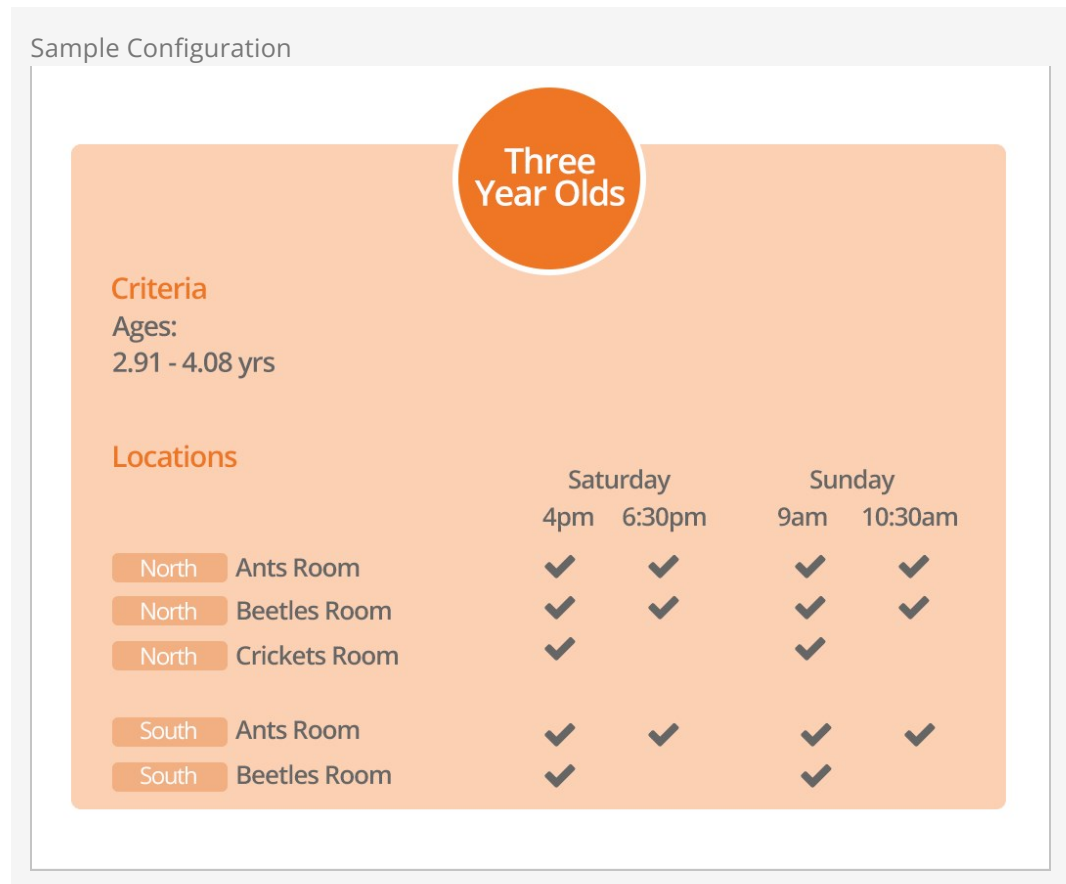 Sample Configuration
Three
Year Olds
Criteria
Ages:
2.91 - 4.08 yrs
Locations
Saturday Sunday
4pm 6:30pm 9am 10:30am
North Ants Room
North Beetles Room
North Crickets Room
South Ants Room
South Beetles Room